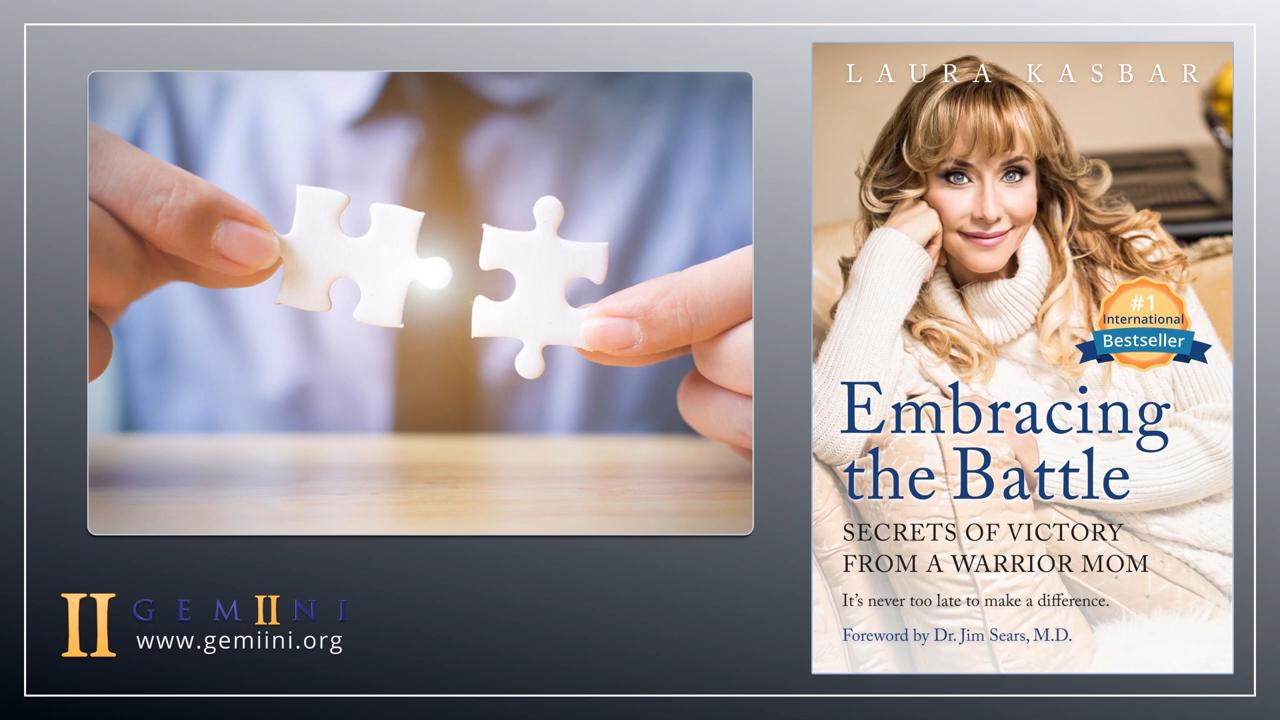 LAURA KASBAR
#1
International
Bestseller
Embracing
the Battle
SECRETS OF VICTORY
FROM A WARRIOR MOM
It's never too late to make a difference.
Foreword by Dr. Jim Sears, M.D.
II GEMIINI
www.gemiini.org